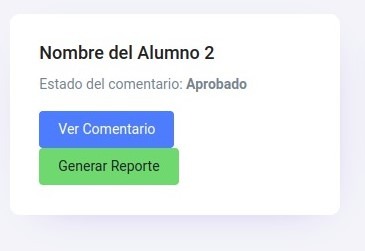 Nombre del Alumno 2
Estado del comentario: Aprobado
Ver Comentario
Generar Reporte